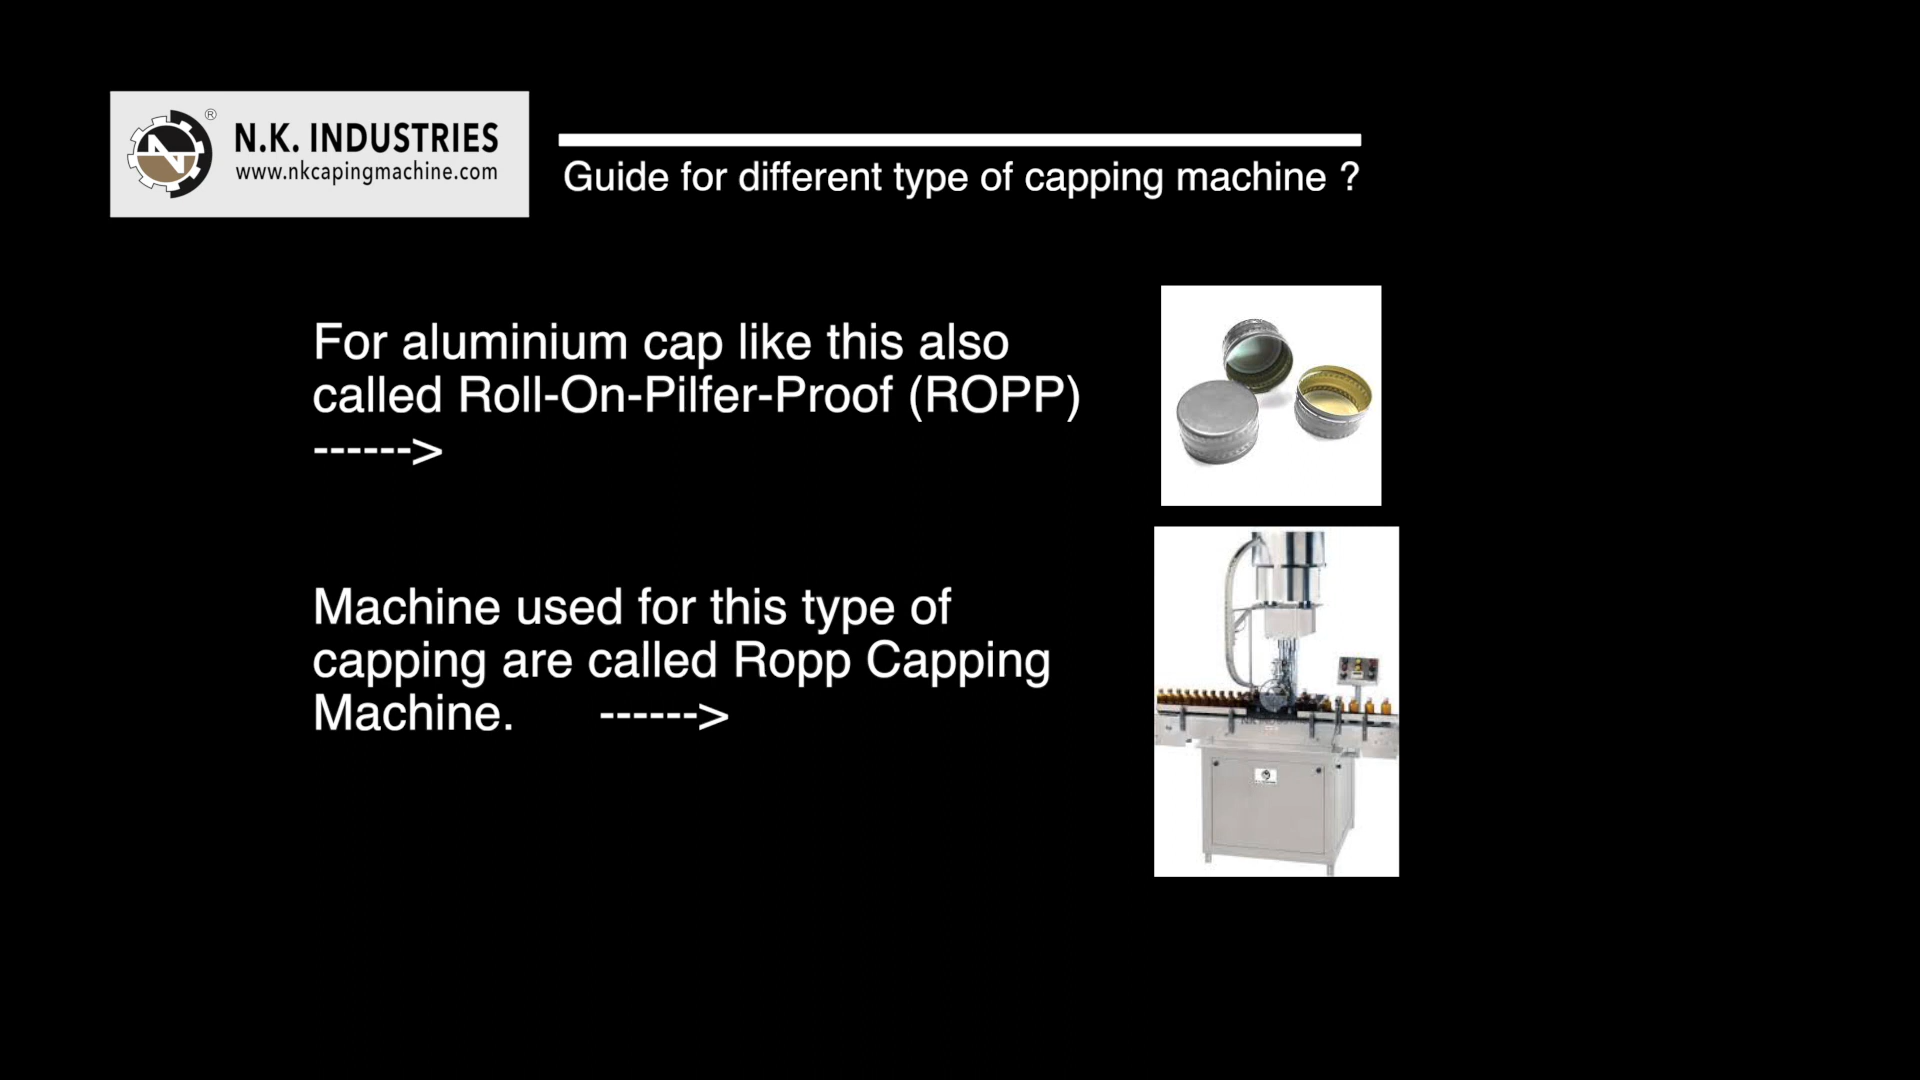 ®
N.K. INDUSTRIES
www.nkcapingmachine.com
Guide for different type of capping machine ?
For aluminium cap like this also
called Roll-On-Pilfer-Proof (ROPP)
------>
Machine used for this type of
capping are called Ropp Capping
Machine. ------>